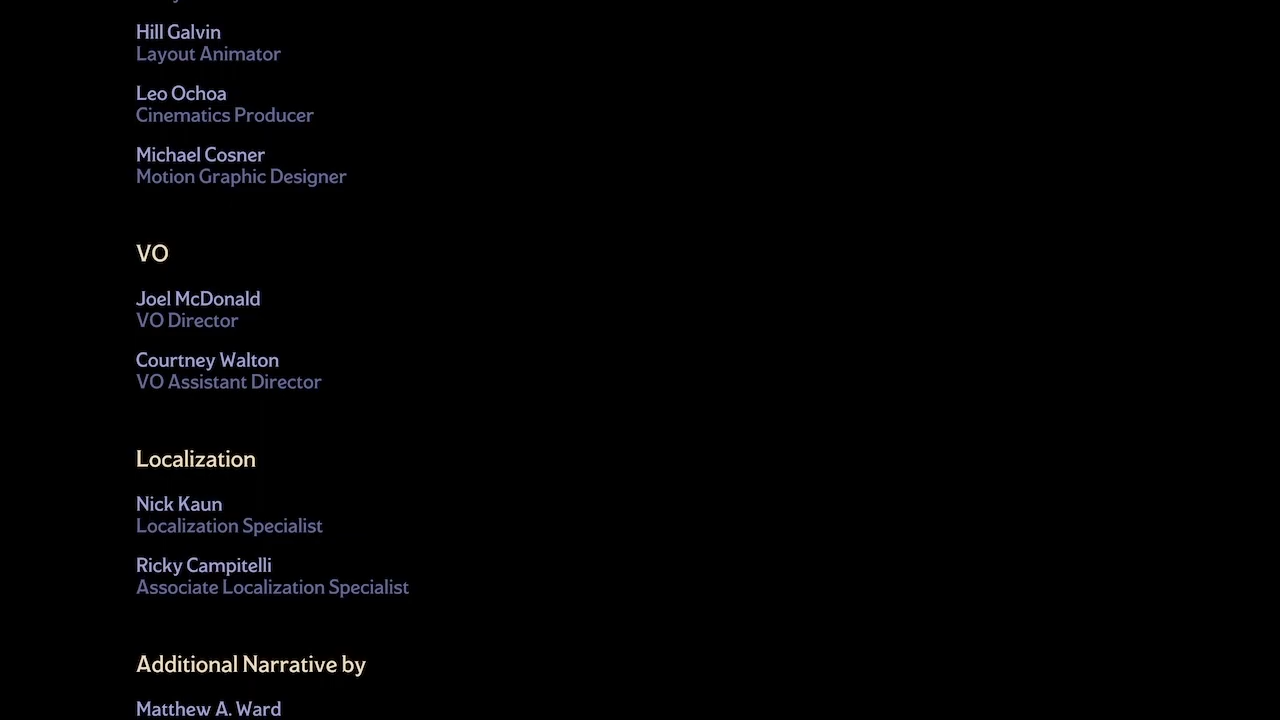 Hill Galvin
Layout Animator
Leo Ochoa
Cinematics Producer
Michael Cosner
Motion Graphic Designer
VO
Joel McDonald
VO Director
Courtney Walton
VO Assistant Director
Localization
Nick Kaun
Localization Specialist
Ricky Campitelli
Associate Localization Specialist
Additional Narrative by
Matthew A. Ward